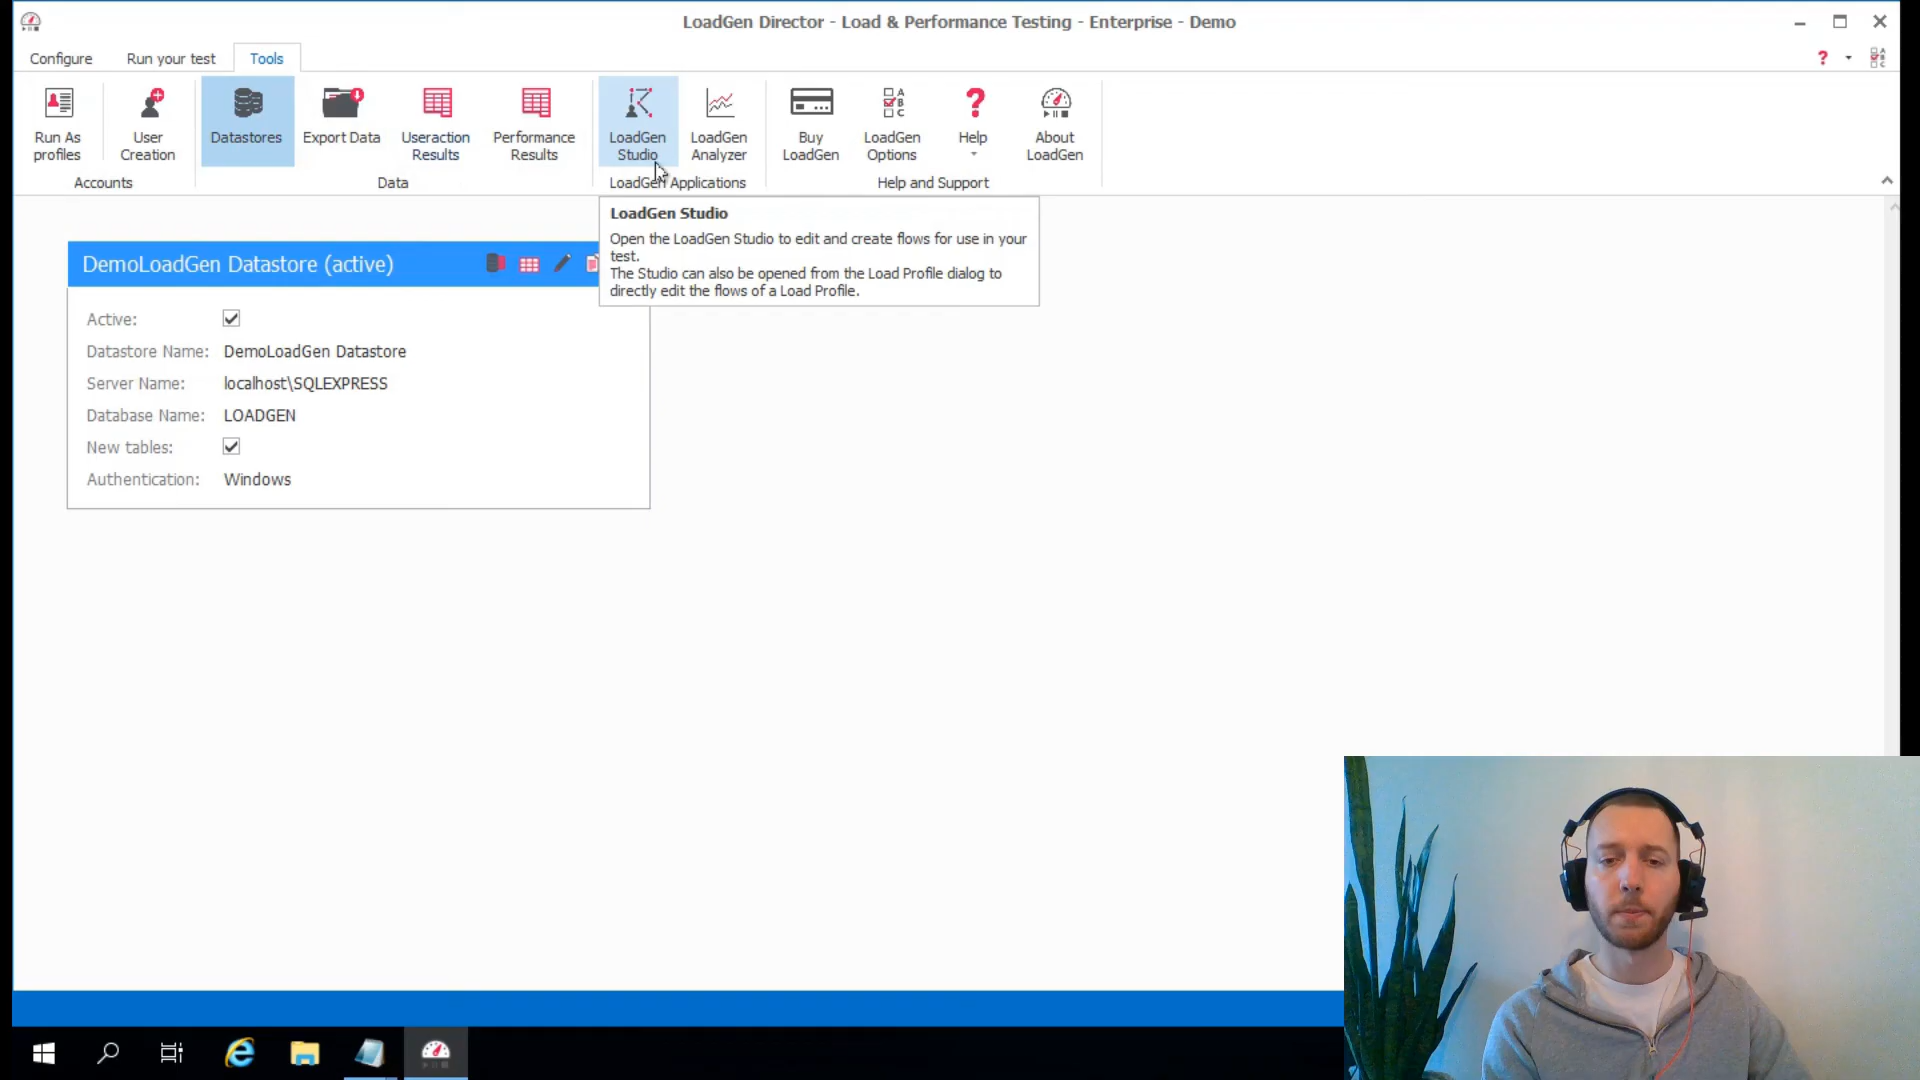 LoadGen Director - Load & Performance Testing - Enterprise - Demo
Configure
Run your test
Tools
?
Run As
profiles
User
Creation
Datastores
Export Data
Useraction
Results
Performance
Results
LoadGen
Studio
LoadGen
Analyzer
Buy
LoadGen
A
B
C
LoadGen
Options
?
Help
About
LoadGen
Accounts
Data
LoadGen Applications
Help and Support
LoadGen Studio
Open the LoadGen Studio to edit and create flows for use in your
test.
The Studio can also be opened from the Load Profile dialog to
directly edit the flows of a Load Profile.
DemoLoadGen Datastore (active)
Active:
Datastore Name: DemoLoadGen Datastore
Server Name: localhost\SQLEXPRESS
Database Name: LOADGEN
New tables:
Authentication: Windows